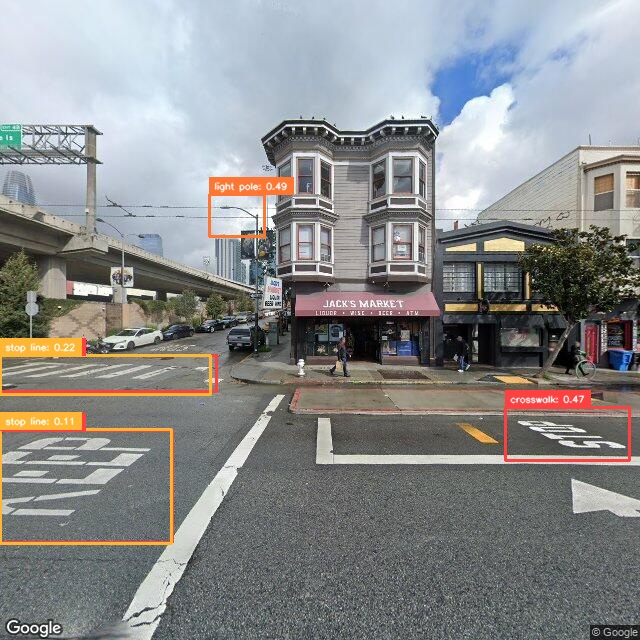 light pole: 0.49
JACK'S MARKET
LIQUOR • WINE • BEER • ATM
stop line: 0.22
crosswalk: 0.47
stop line: 0.11
STOP
Google
© Google